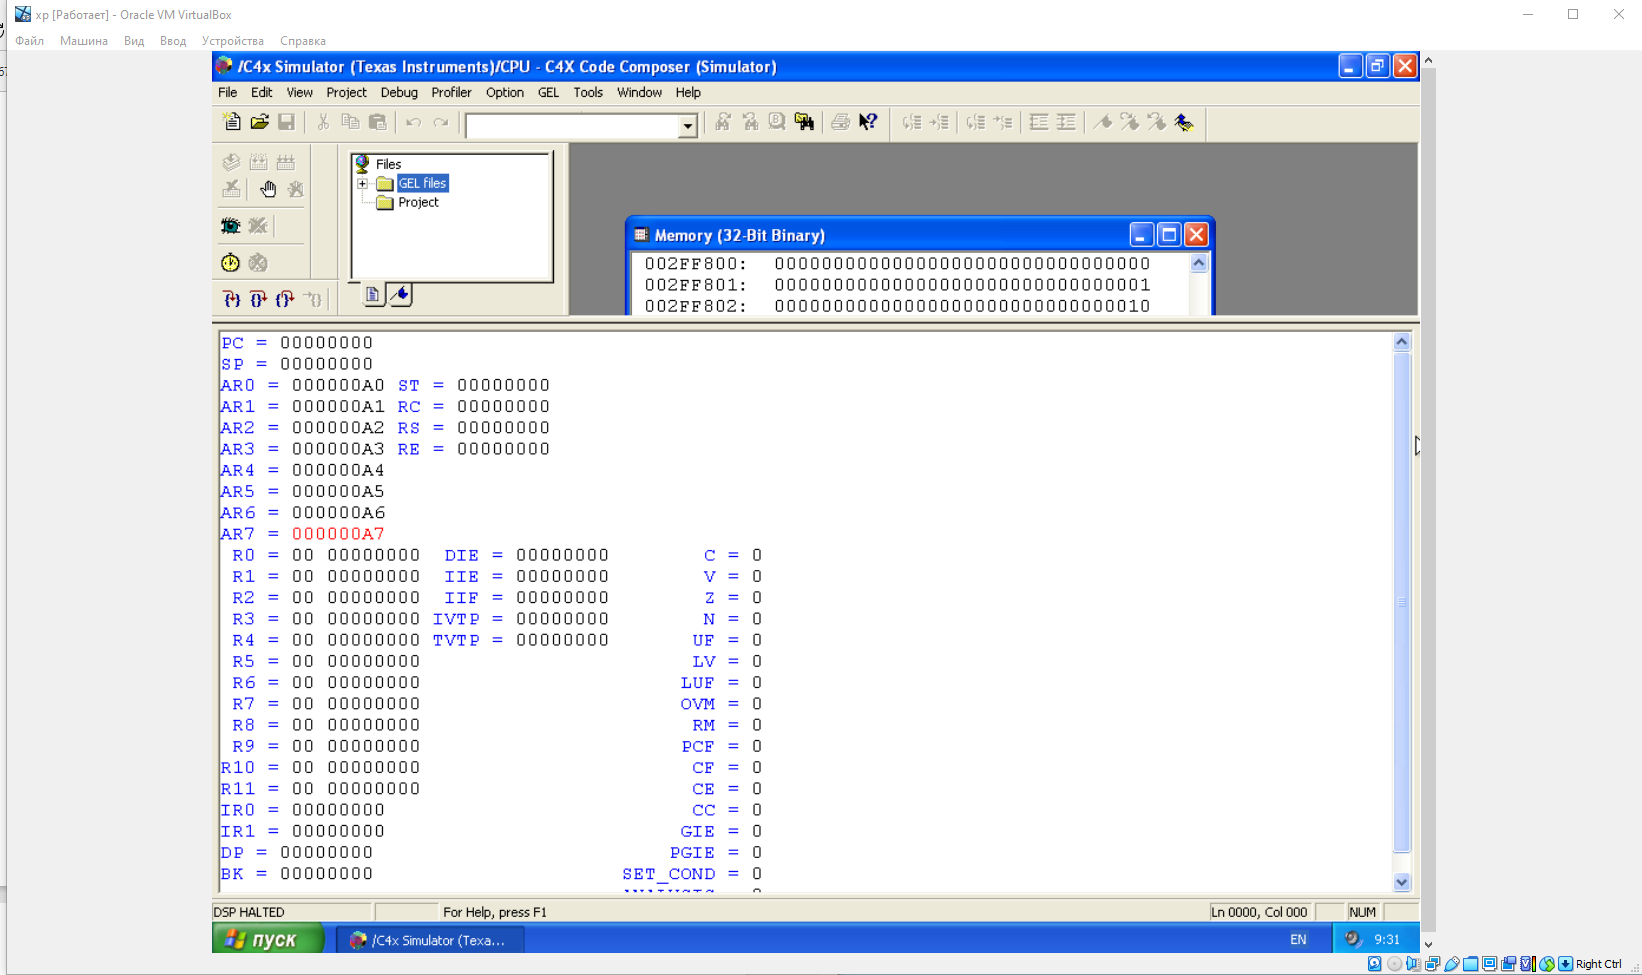 xp [Работает] - Oracle VM VirtualBox
Файл Машина Вид Ввод Устройства Справка
/C4x Simulator (Texas Instruments)/CPU - C4X Code Composer (Simulator)
File Edit View Project Debug Profiler Option GEL Tools Window Help
Files
GEL files
Project
Memory (32-Bit Binary)
002FF800: 00000000000000000000000000000000
002FF801: 00000000000000000000000000000001
002FF802: 00000000000000000000000000000010
PC = 00000000
SP = 00000000
AR0 = 000000A0 ST = 00000000
AR1 = 000000A1 RC = 00000000
AR2 = 000000A2 RS = 00000000
AR3 = 000000A3 RE = 00000000
AR4 = 000000A4
AR5 = 000000A5
AR6 = 000000A6
AR7 = 000000A7
R0 = 00 00000000 DIE = 00000000 C = 0
R1 = 00 00000000 IIE = 00000000 V = 0
R2 = 00 00000000 IIF = 00000000 Z = 0
R3 = 00 00000000 IVTP = 00000000 N = 0
R4 = 00 00000000 TVTP = 00000000 UF = 0
R5 = 00 00000000 LV = 0
R6 = 00 00000000 LUF = 0
R7 = 00 00000000 OVM = 0
R8 = 00 00000000 RM = 0
R9 = 00 00000000 PCF = 0
R10 = 00 00000000 CF = 0
R11 = 00 00000000 CE = 0
IR0 = 00000000 CC = 0
IR1 = 00000000 GIE = 0
DP = 00000000 PGIE = 0
BK = 00000000 SET_COND = 0
DSP HALTED For Help, press F1 Ln 0000, Col 000 NUM
пуск /C4x Simulator (Texa... EN 9:31
Right Ctrl